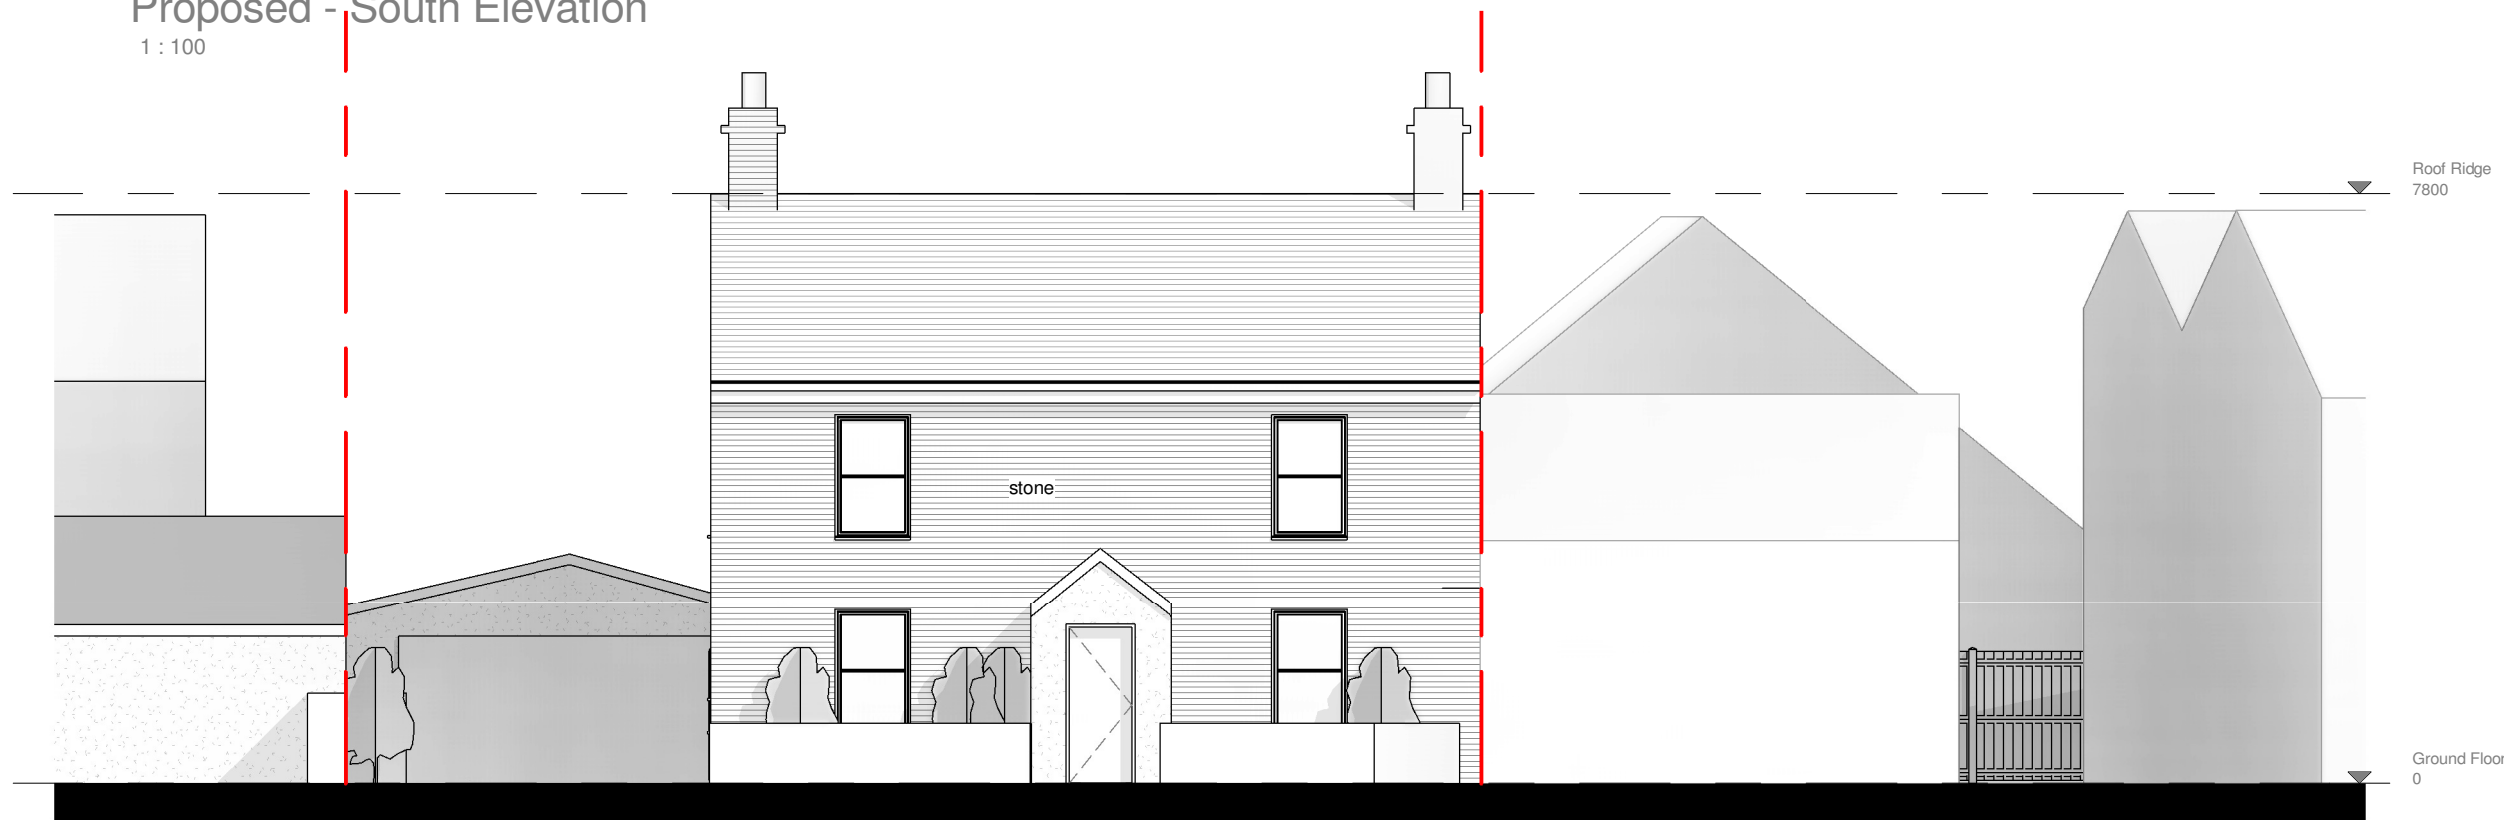 Proposed - South Elevation
1 : 100
Roof Ridge
7800
stone
Ground Floor
0